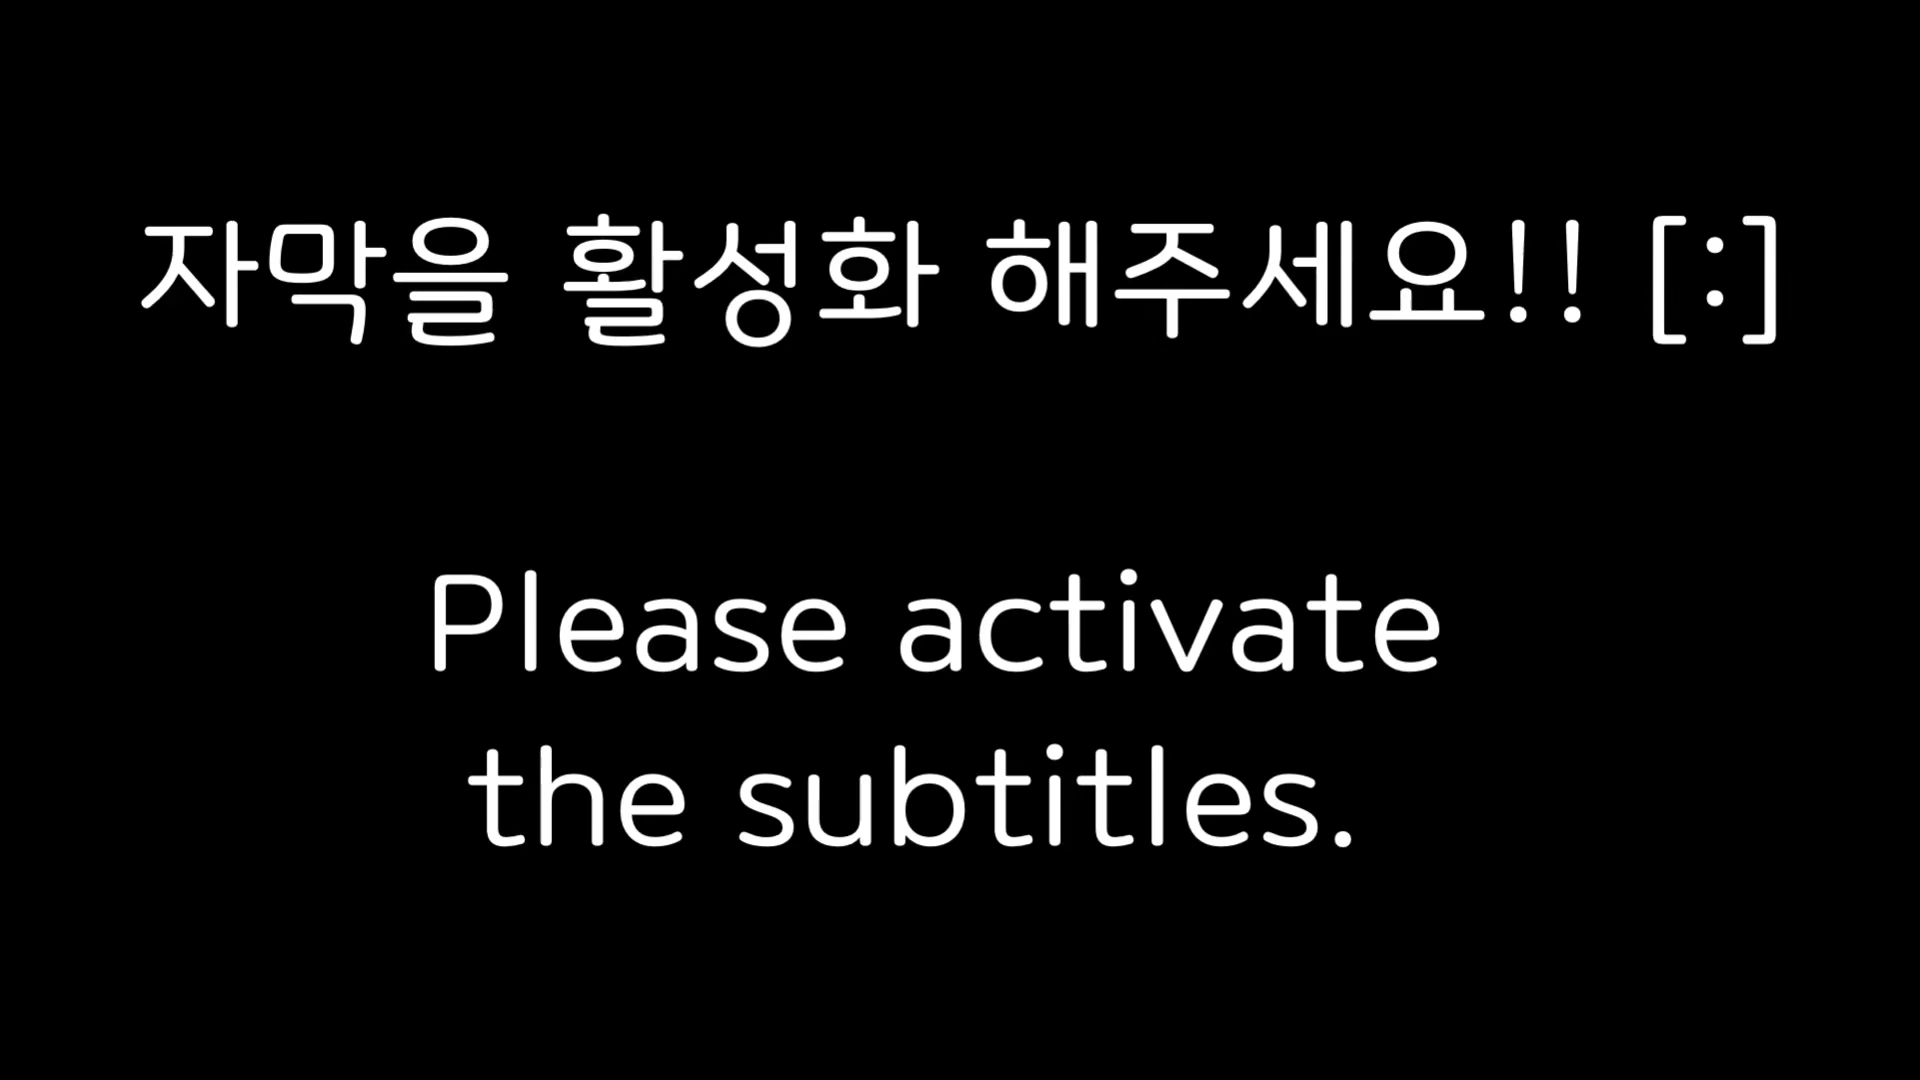 자막을 활성화 해주세요!! [:]
Please activate
the subtitles.